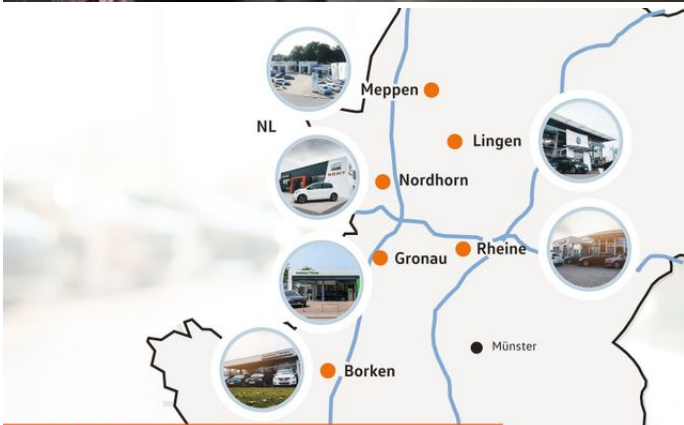 Meppen
NL
Lingen
Nordhorn
Gronau
Rheine
Münster
Borken